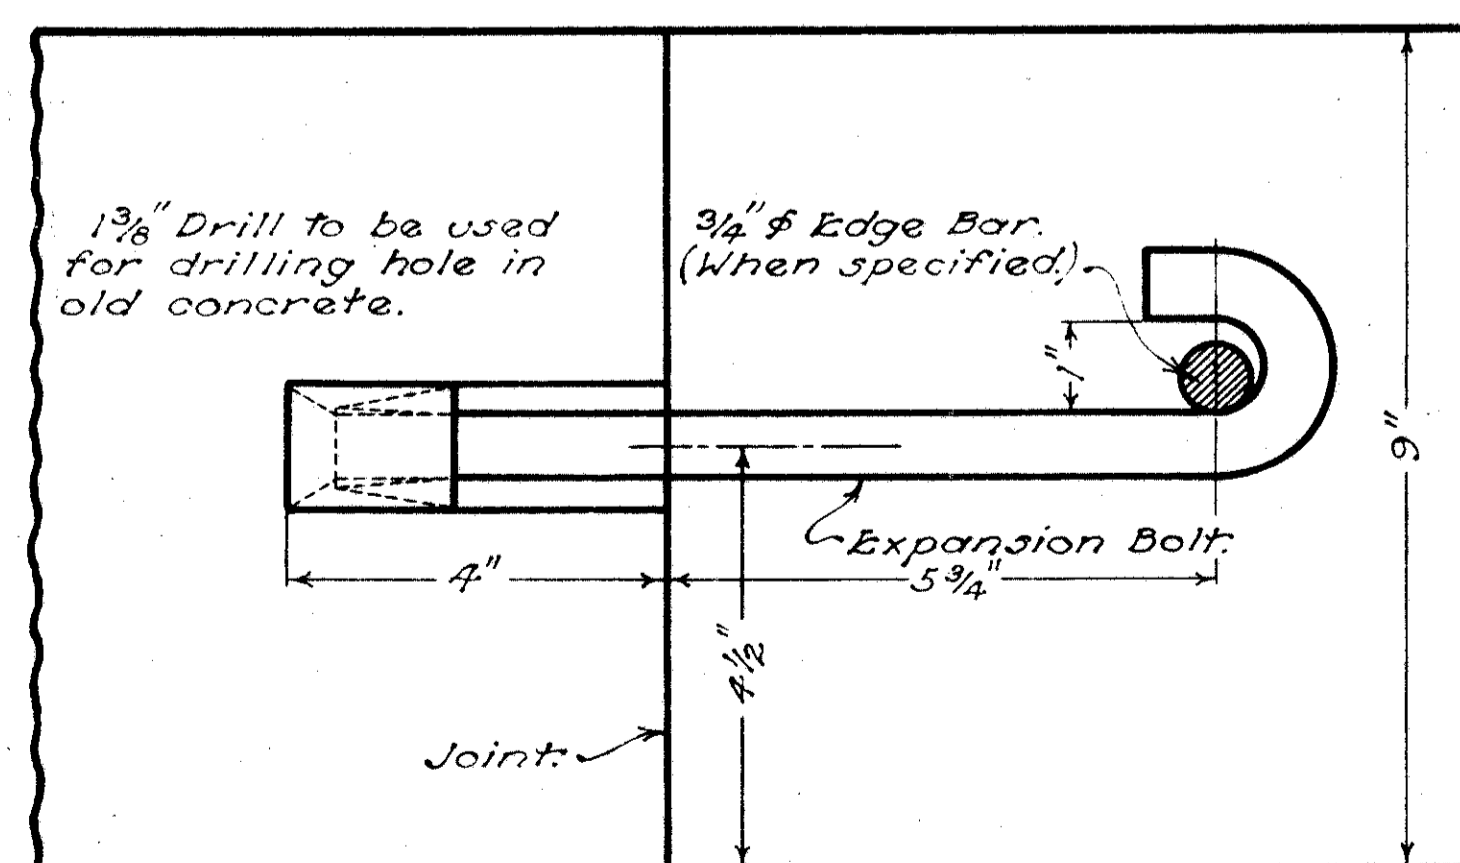 1 3/8" Drill to be used
for drilling hole in
old concrete.
3/4" ϕ Edge Bar.
(When specified.)
1"
9"
Expansion Bolt.
4"
5 3/4"
4 1/2"
Joint.